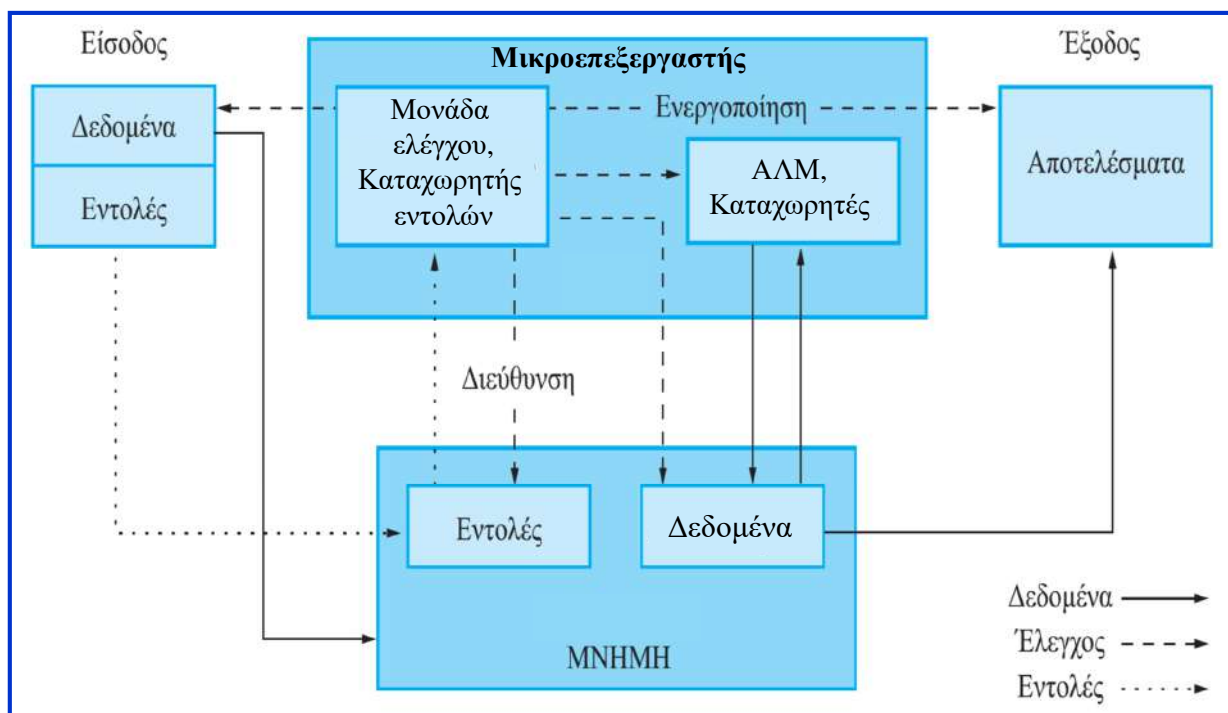 Είσοδος
Δεδομένα
Εντολές
Μικροεπεξεργαστής
Μονάδα
ελέγχου,
Καταχωρητής
εντολών
Ενεργοποίηση
ΑΛΜ,
Καταχωρητές
Έξοδος
Αποτελέσματα
Διεύθυνση
Εντολές
Δεδομένα
ΜΝΗΜΗ
Δεδομένα
Έλεγχος
Εντολές